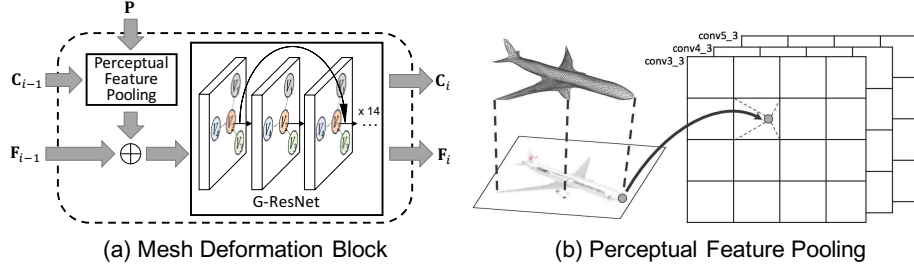 P
C_{i-1}
Perceptual
Feature
Pooling
C_i
F_{i-1}
F_i
x 14
...
G-ResNet
(a) Mesh Deformation Block
conv5_3
conv4_3
conv3_3
(b) Perceptual Feature Pooling